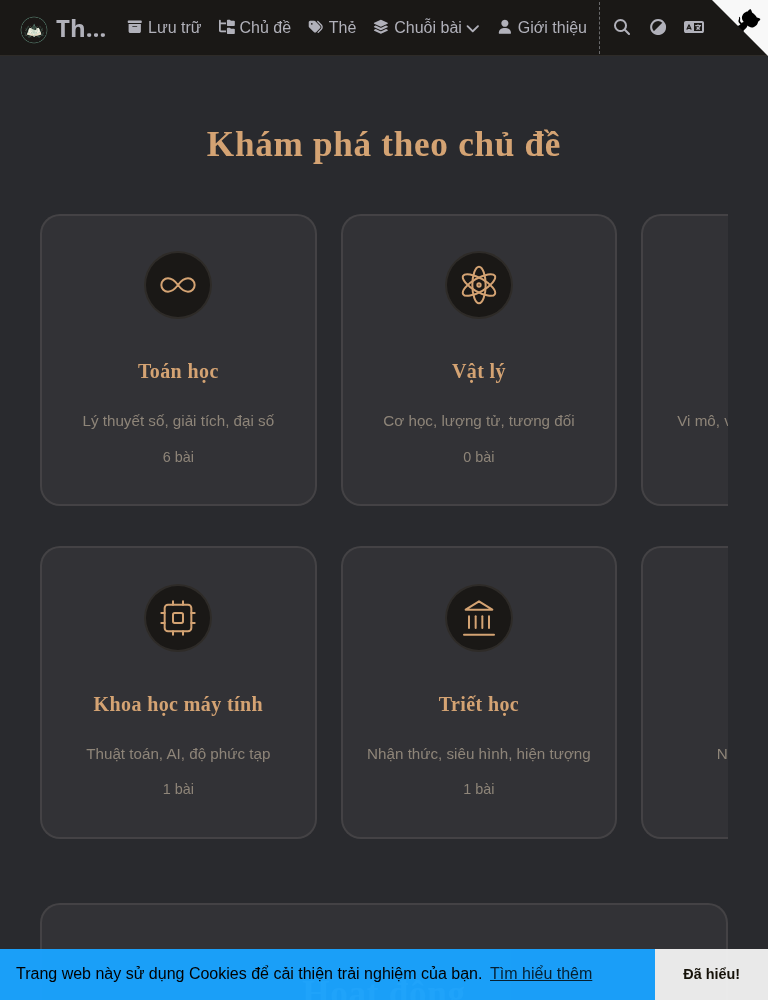 Th... Lưu trữ Chủ đề Thẻ Chuỗi bài Giới thiệu
Khám phá theo chủ đề
Toán học
Lý thuyết số, giải tích, đại số
6 bài
Vật lý
Cơ học, lượng tử, tương đối
0 bài
Vi mô,
Khoa học máy tính
Thuật toán, AI, độ phức tạp
1 bài
Triết học
Nhận thức, siêu hình, hiện tượng
1 bài
Trang web này sử dụng Cookies để cải thiện trải nghiệm của bạn. Tìm hiểu thêm
Đã hiểu!